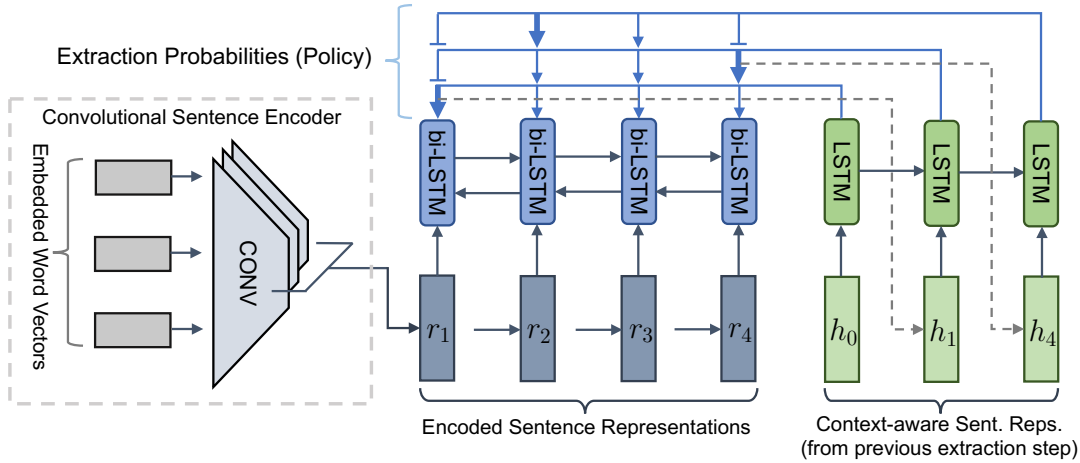 Extraction Probabilities (Policy)
Convolutional Sentence Encoder
Embedded Word Vectors
CONV
bi-LSTM
bi-LSTM
bi-LSTM
bi-LSTM
LSTM
LSTM
LSTM
r1
r2
r3
r4
h0
h1
h4
Encoded Sentence Representations
Context-aware Sent. Reps.
(from previous extraction step)